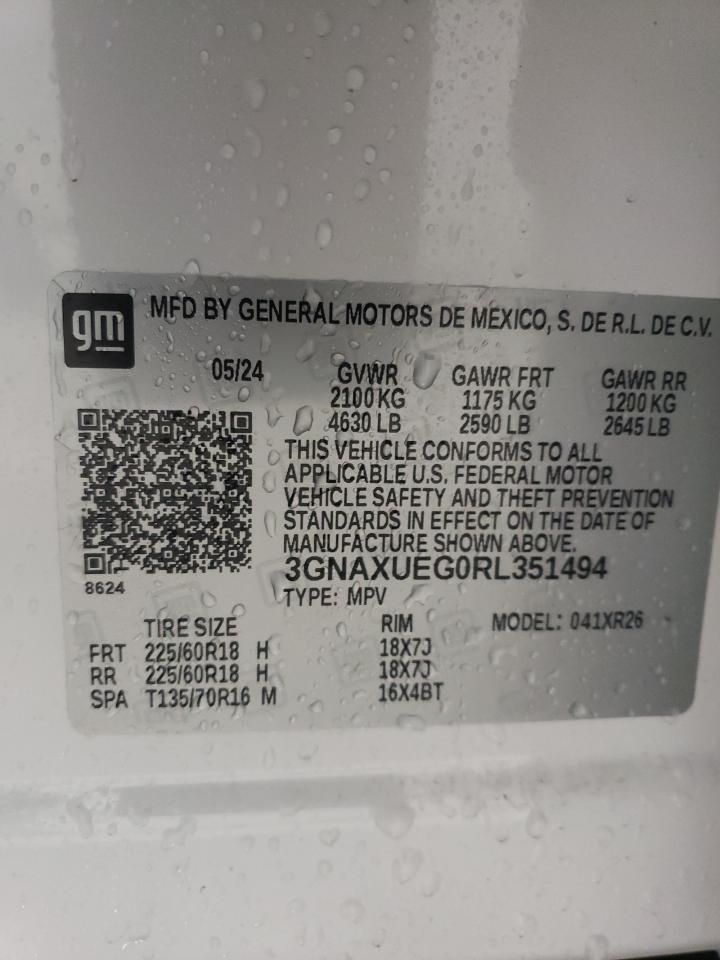 gm
MFD BY GENERAL MOTORS DE MEXICO, S. DE R.L. DE C.V.
05/24 GVWR GAWR FRT GAWR RR
2100 KG 1175 KG 1200 KG
4630 LB 2590 LB 2645 LB
THIS VEHICLE CONFORMS TO ALL
APPLICABLE U.S. FEDERAL MOTOR
VEHICLE SAFETY AND THEFT PREVENTION
STANDARDS IN EFFECT ON THE DATE OF
MANUFACTURE SHOWN ABOVE.
3GNAXUEG0RL351494
8624
TYPE: MPV
TIRE SIZE RIM MODEL: 041XR26
FRT 225/60R18 H 18X7J
RR 225/60R18 H 18X7J
SPA T135/70R16 M 16X4BT